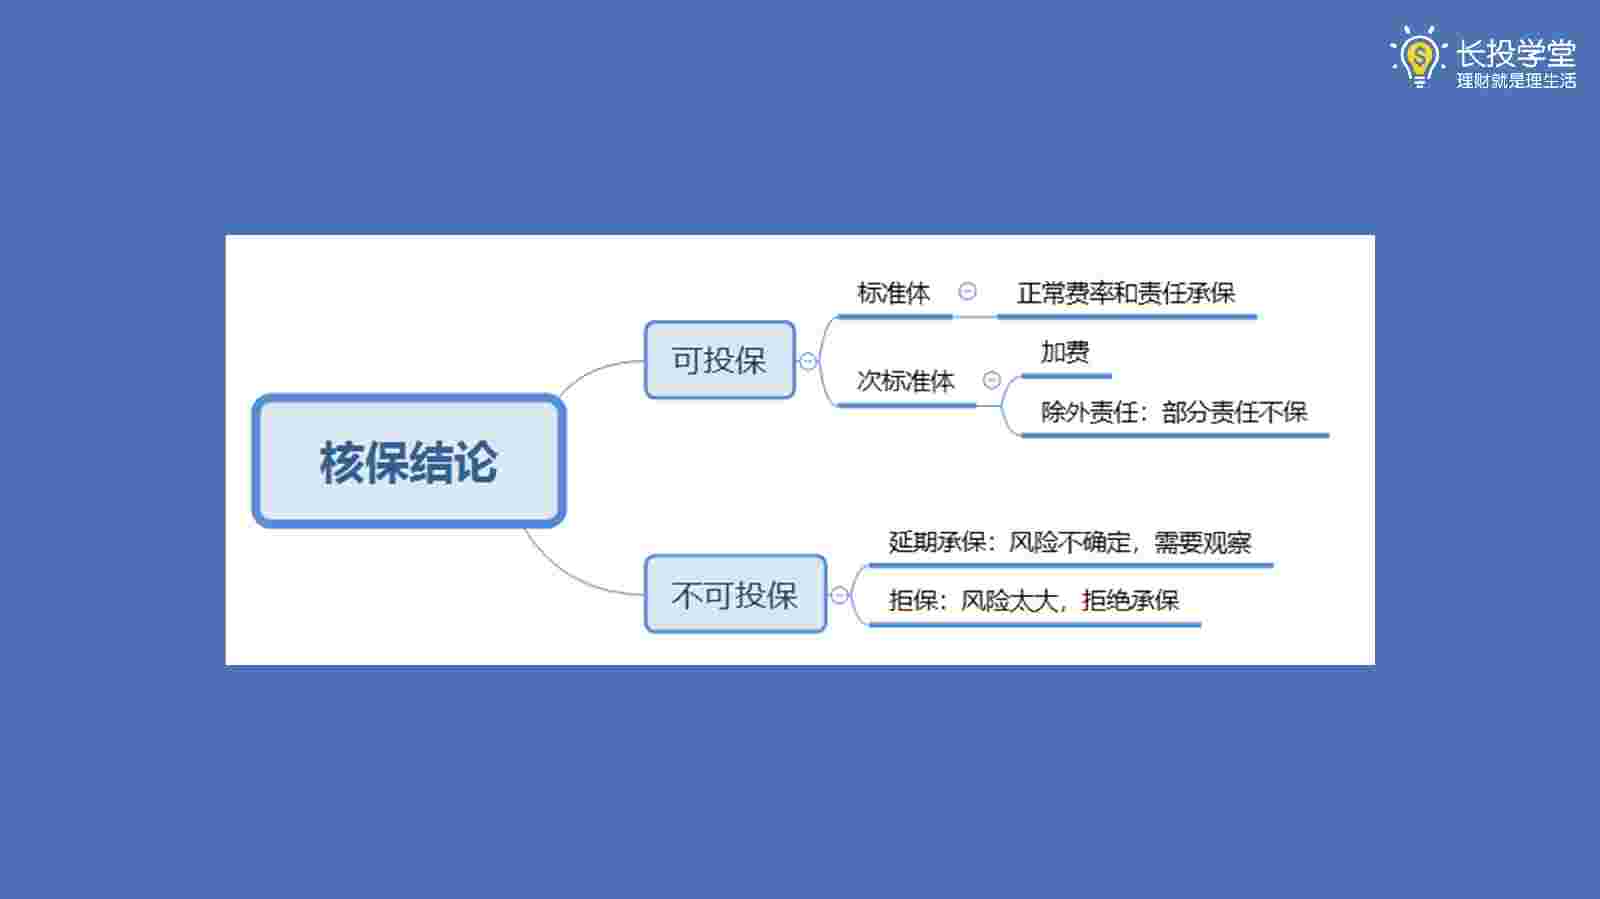 长投学堂
理财就是理生活
标准体
正常费率和责任承保
可投保
加费
次标准体
除外责任：部分责任不保
核保结论
延期承保：风险不确定，需要观察
不可投保
拒保：风险太大，拒绝承保